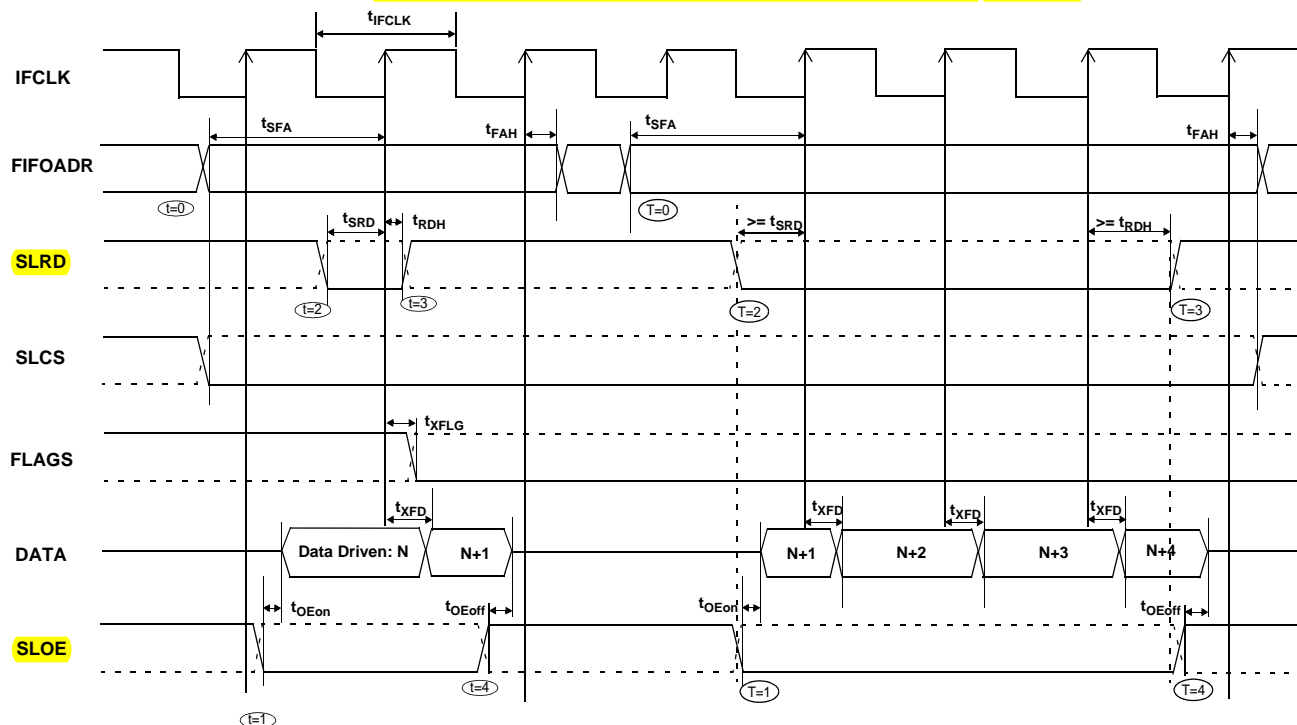 tIFCLK
IFCLK
tSFA
tFAH
tSFA
tFAH
FIFOADR
t=0
T=0
tSRD
tRDH
>= tSRD
>= tRDH
SLRD
t=2
t=3
T=2
T=3
SLCS
tXFLG
FLAGS
tXFD
tXFD
tXFD
tXFD
DATA
Data Driven: N
N+1
N+1
N+2
N+3
N+4
tOEon
tOEoff
tOEon
tOEoff
SLOE
t=4
T=1
T=4
t=1